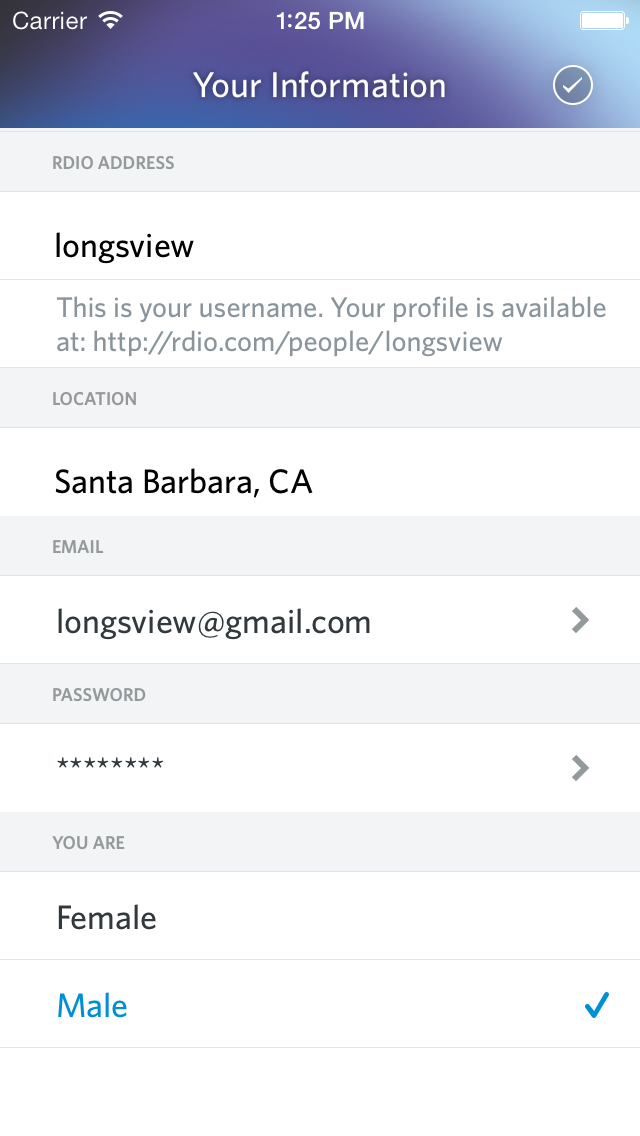 Carrier 1:25 PM
Your Information
RDIO ADDRESS
longsview
This is your username. Your profile is available
at: http://rdio.com/people/longsview
LOCATION
Santa Barbara, CA
EMAIL
longsview@gmail.com
PASSWORD
********
YOU ARE
Female
Male